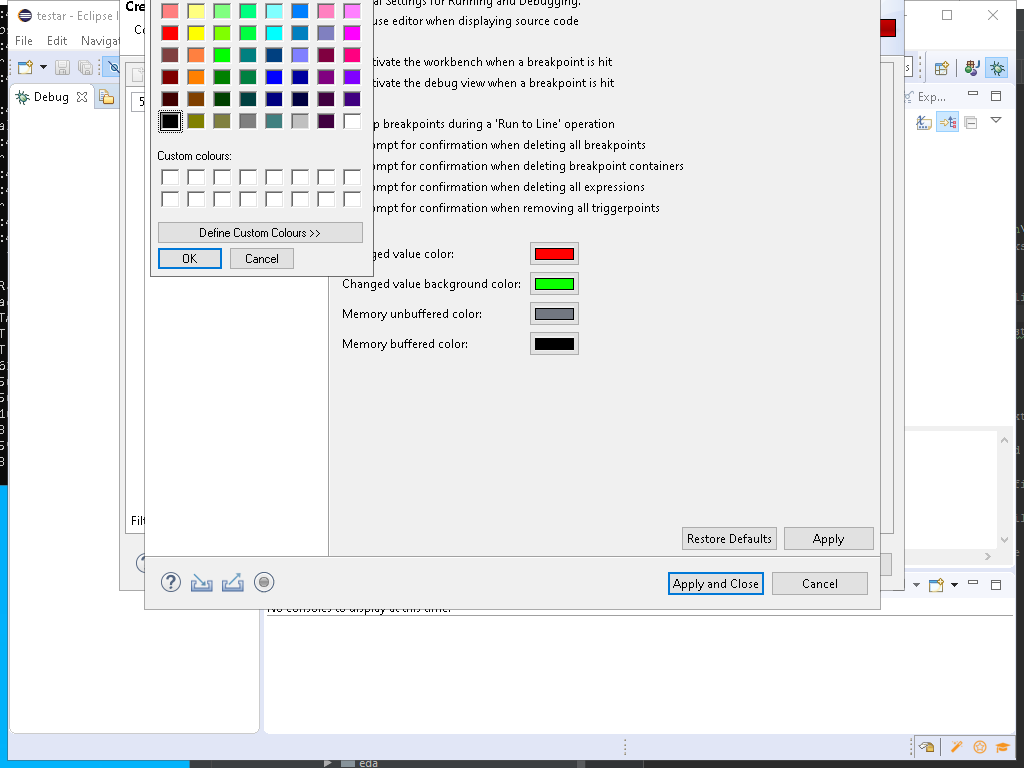 testar - Eclipse I
Cre
al Settings for Running and Debugging.
Co
use editor when displaying source code
File Edit Navigat
tivate the workbench when a breakpoint is hit
tivate the debug view when a breakpoint is hit
Debug
Exp...
p breakpoints during a 'Run to Line' operation
ompt for confirmation when deleting all breakpoints
ompt for confirmation when deleting breakpoint containers
ompt for confirmation when deleting all expressions
ompt for confirmation when removing all triggerpoints
Custom colours:
Define Custom Colours >>
OK Cancel
ged value color:
Changed value background color:
Memory unbuffered color:
Memory buffered color:
Filt
Restore Defaults Apply
Apply and Close Cancel
No consoles to display at this time.
eda